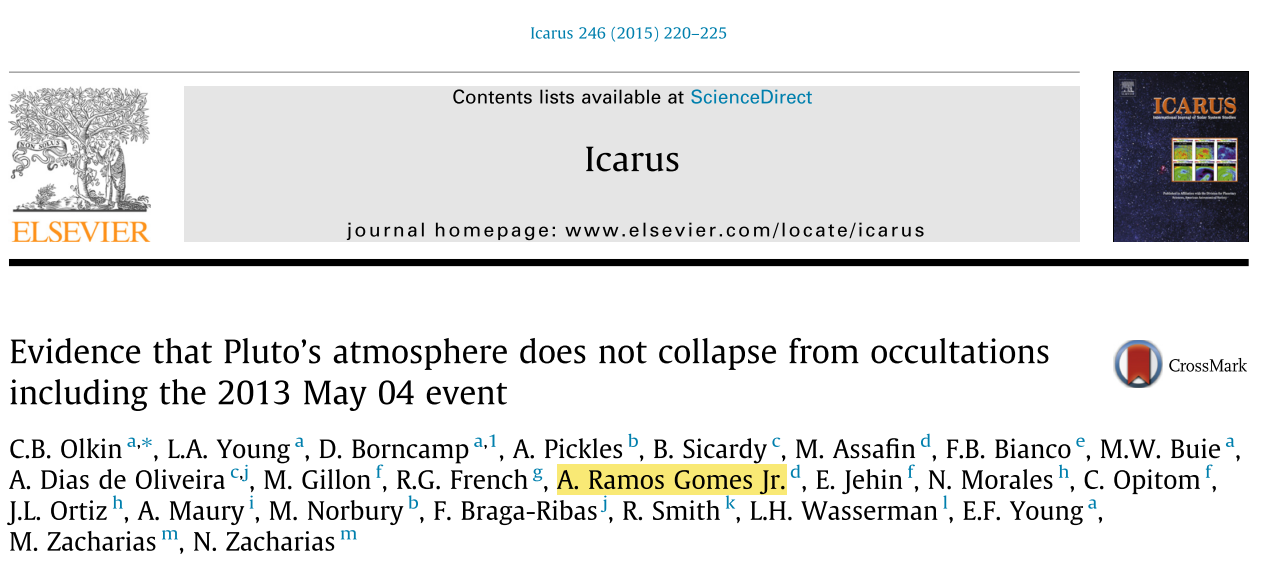 Icarus 246 (2015) 220–225
Contents lists available at ScienceDirect
Icarus
journal homepage: www.elsevier.com/locate/icarus
ELSEVIER
ICARUS
Evidence that Pluto's atmosphere does not collapse from occultations
including the 2013 May 04 event
CrossMark
C.B. Olkin a,*, L.A. Young a, D. Borncamp a,1, A. Pickles b, B. Sicardy c, M. Assafin d, F.B. Bianco e, M.W. Buie a,
A. Dias de Oliveira c,j, M. Gillon f, R.G. French g, A. Ramos Gomes Jr. d, E. Jehin f, N. Morales h, C. Opitom f,
J.L. Ortiz h, A. Maury i, M. Norbury b, F. Braga-Ribas j, R. Smith k, L.H. Wasserman l, E.F. Young a,
M. Zacharias m, N. Zacharias m